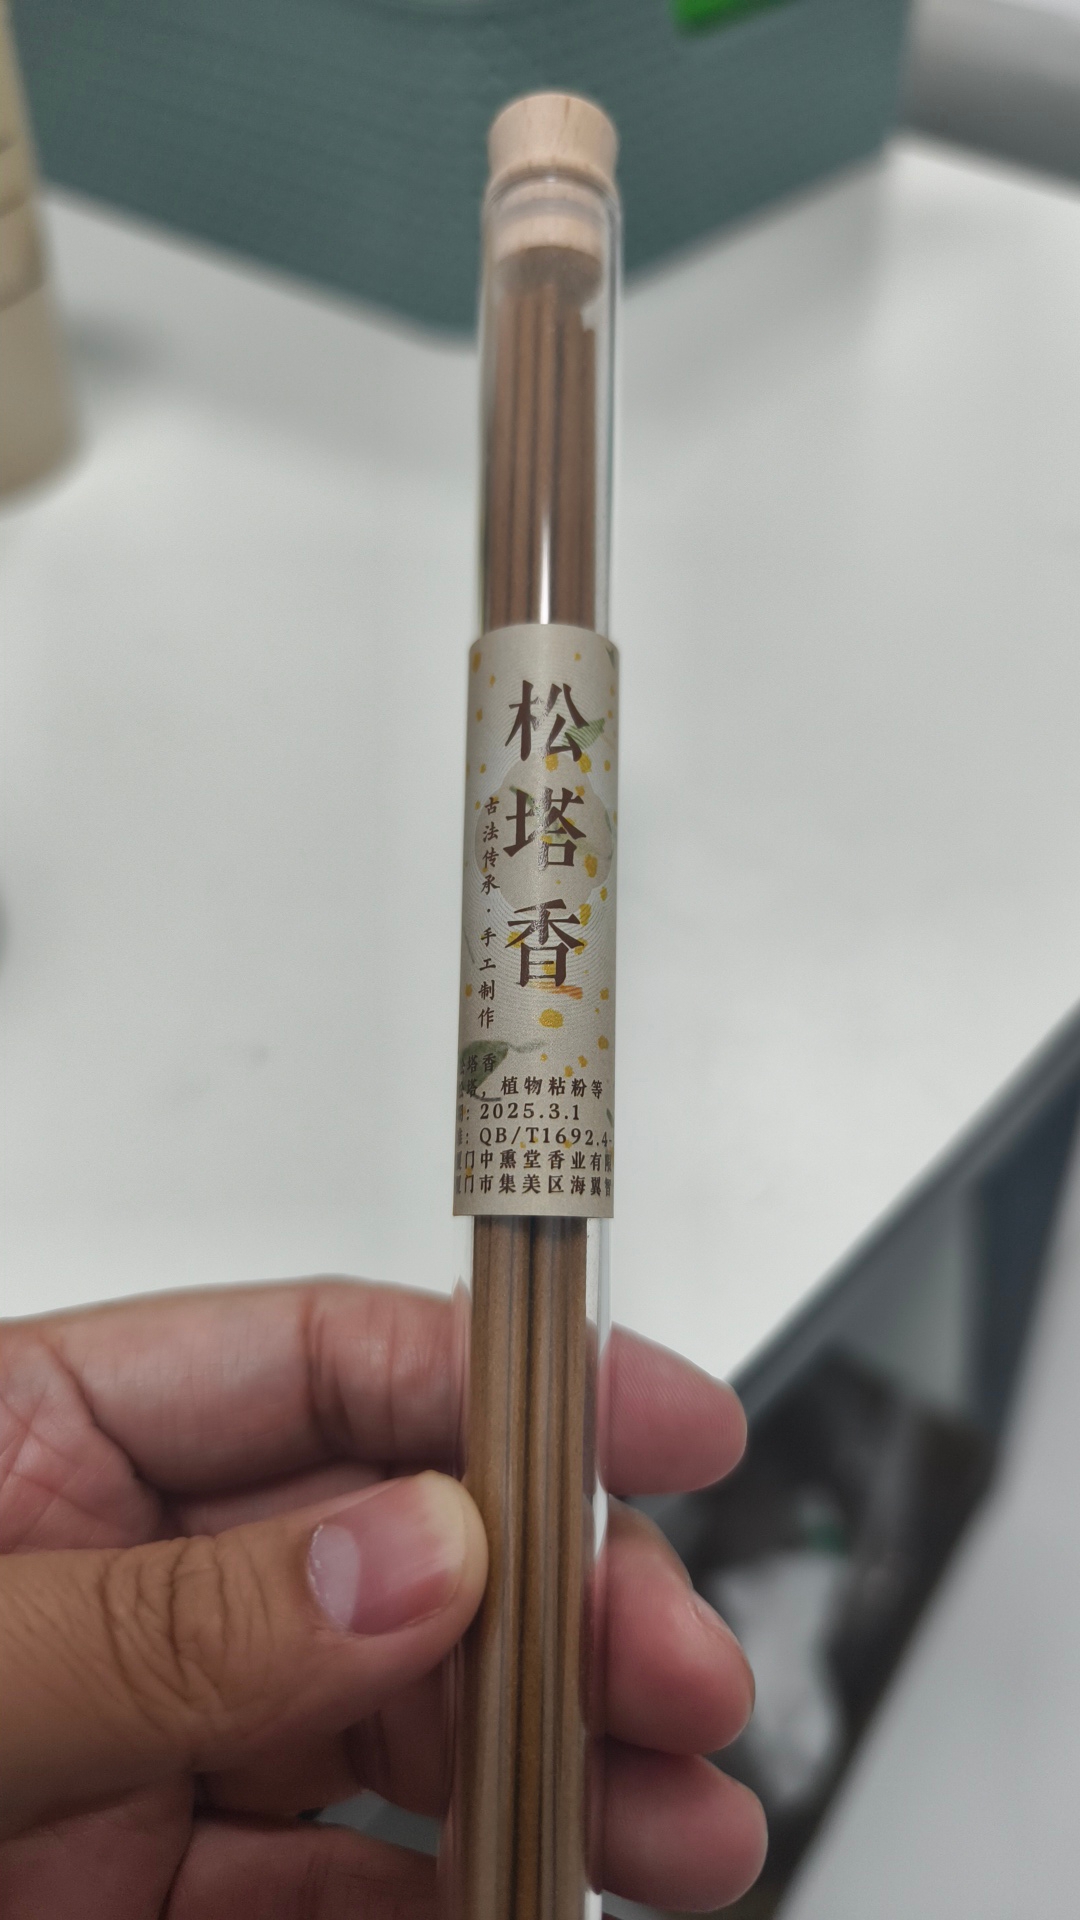 松塔香
古法传承·手工制作
塔香
塔，植物粘粉等
：2025.3.1
：QB/T1692.4-
门中熏堂香业有限
门市集美区海翼